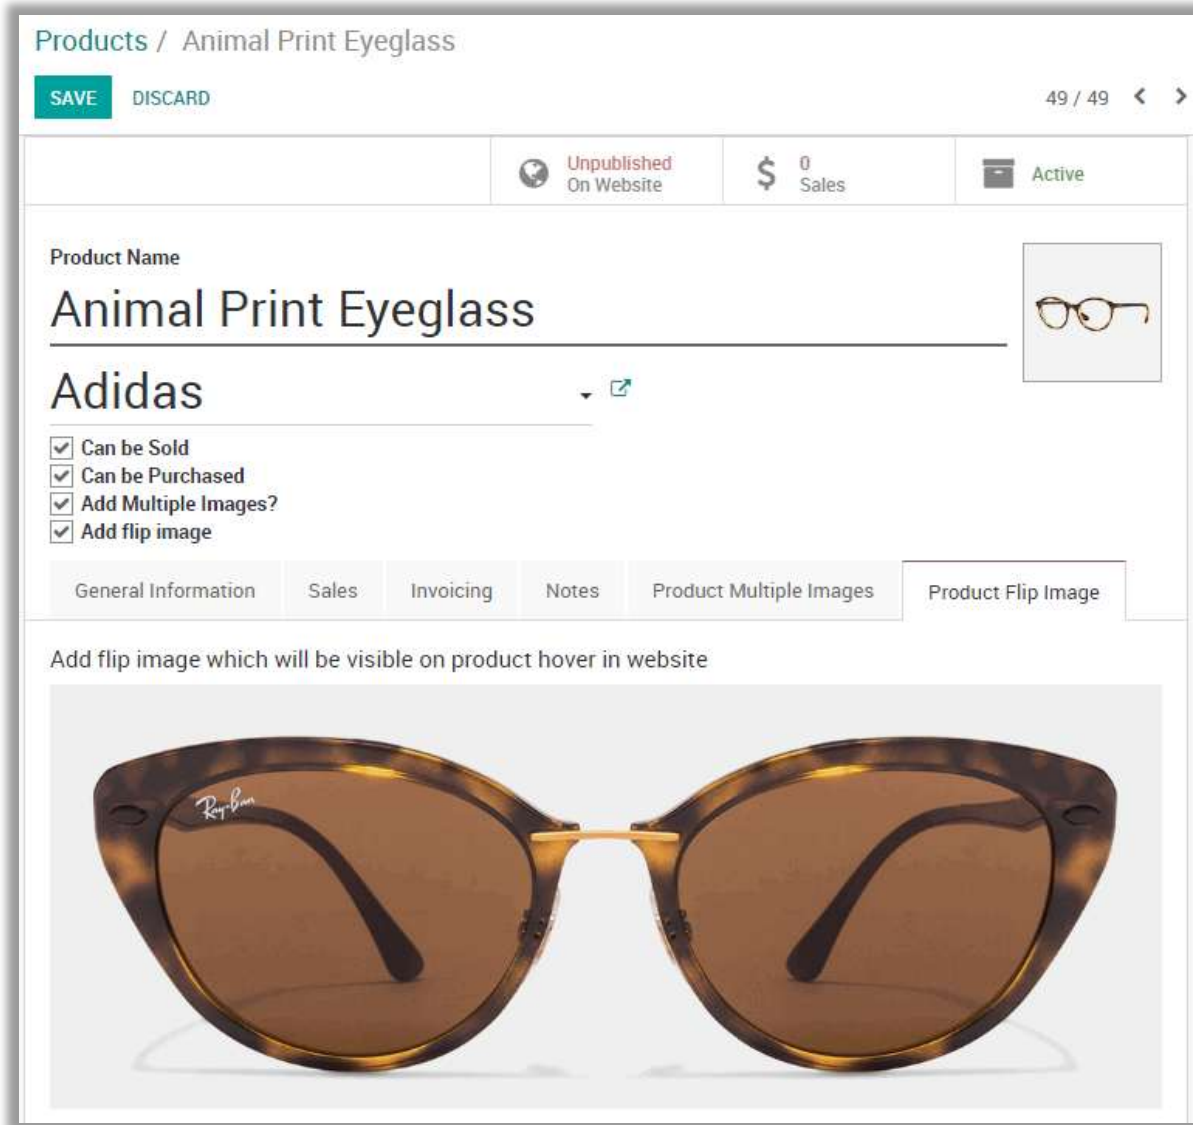 Products / Animal Print Eyeglass
SAVE DISCARD 49 / 49
Unpublished
On Website
0
Sales
Active
Product Name
Animal Print Eyeglass
Adidas
Can be Sold
Can be Purchased
Add Multiple Images?
Add flip image
General Information Sales Invoicing Notes Product Multiple Images Product Flip Image
Add flip image which will be visible on product hover in website
Ray-Ban